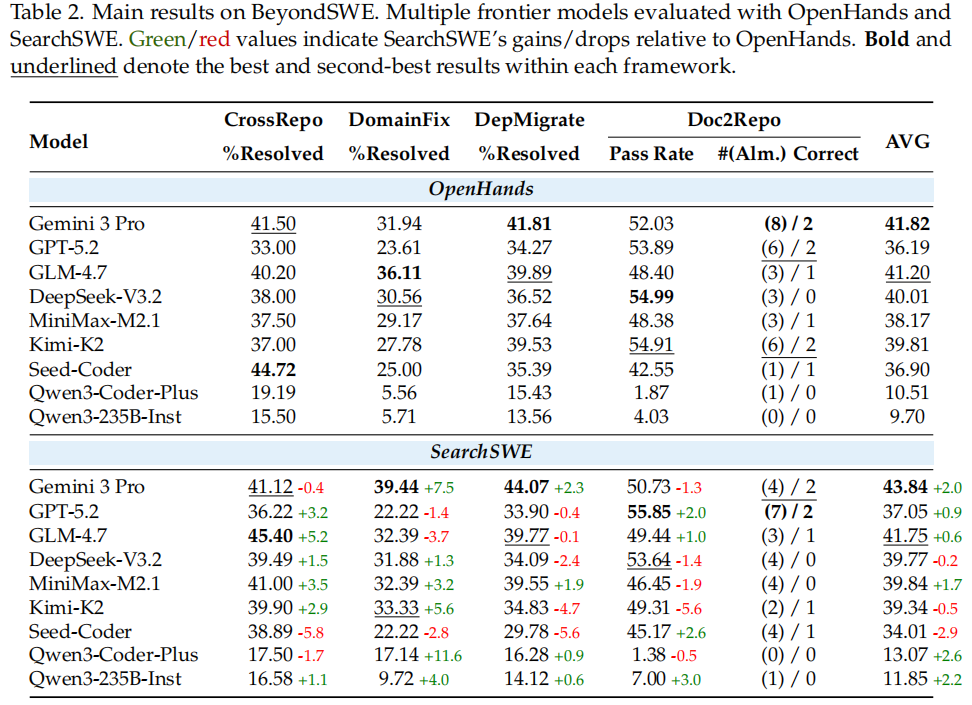 Table 2. Main results on BeyondSWE. Multiple frontier models evaluated with OpenHands and
SearchSWE. Green/red values indicate SearchSWE's gains/drops relative to OpenHands. Bold and
underlined denote the best and second-best results within each framework.
Model CrossRepo DomainFix DepMigrate Doc2Repo AVG
%Resolved %Resolved %Resolved Pass Rate #(Alm.) Correct
OpenHands
Gemini 3 Pro 41.50 31.94 41.81 52.03 (8) / 2 41.82
GPT-5.2 33.00 23.61 34.27 53.89 (6) / 2 36.19
GLM-4.7 40.20 36.11 39.89 48.40 (3) / 1 41.20
DeepSeek-V3.2 38.00 30.56 36.52 54.99 (3) / 0 40.01
MiniMax-M2.1 37.50 29.17 37.64 48.38 (3) / 1 38.17
Kimi-K2 37.00 27.78 39.53 54.91 (6) / 2 39.81
Seed-Coder 44.72 25.00 35.39 42.55 (1) / 1 36.90
Qwen3-Coder-Plus 19.19 5.56 15.43 1.87 (1) / 0 10.51
Qwen3-235B-Inst 15.50 5.71 13.56 4.03 (0) / 0 9.70
SearchSWE
Gemini 3 Pro 41.12 -0.4 39.44 +7.5 44.07 +2.3 50.73 -1.3 (4) / 2 43.84 +2.0
GPT-5.2 36.22 +3.2 22.22 -1.4 33.90 -0.4 55.85 +2.0 (7) / 2 37.05 +0.9
GLM-4.7 45.40 +5.2 32.39 -3.7 39.77 -0.1 49.44 +1.0 (3) / 1 41.75 +0.6
DeepSeek-V3.2 39.49 +1.5 31.88 +1.3 34.09 -2.4 53.64 -1.4 (4) / 0 39.77 -0.2
MiniMax-M2.1 41.00 +3.5 32.39 +3.2 39.55 +1.9 46.45 -1.9 (4) / 0 39.84 +1.7
Kimi-K2 39.90 +2.9 33.33 +5.6 34.83 -4.7 49.31 -5.6 (2) / 1 39.34 -0.5
Seed-Coder 38.89 -5.8 22.22 -2.8 29.78 -5.6 45.17 +2.6 (4) / 1 34.01 -2.9
Qwen3-Coder-Plus 17.50 -1.7 17.14 +11.6 16.28 +0.9 1.38 -0.5 (0) / 0 13.07 +2.6
Qwen3-235B-Inst 16.58 +1.1 9.72 +4.0 14.12 +0.6 7.00 +3.0 (1) / 0 11.85 +2.2